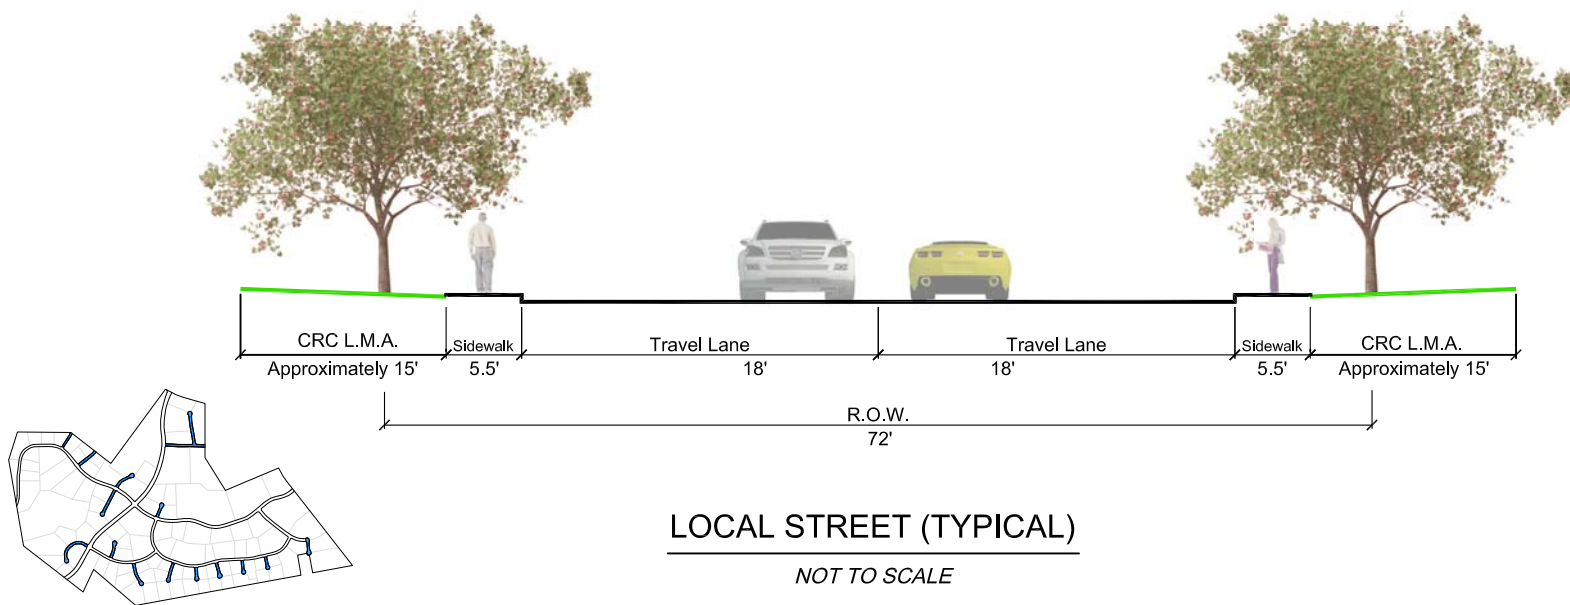 CRC L.M.A.
Approximately 15'
Sidewalk
5.5'
Travel Lane
18'
Travel Lane
18'
Sidewalk
5.5'
CRC L.M.A.
Approximately 15'
R.O.W.
72'
LOCAL STREET (TYPICAL)
NOT TO SCALE